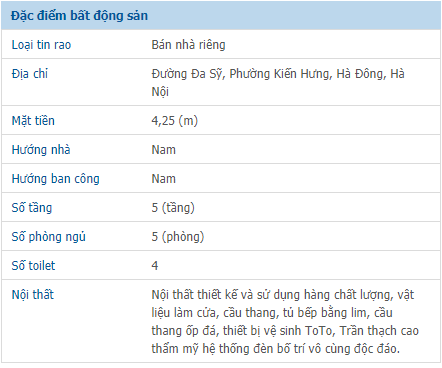 Đặc điểm bất động sản
Loại tin rao Bán nhà riêng
Địa chỉ Đường Đa Sỹ, Phường Kiến Hưng, Hà Đông, Hà
Nội
Mặt tiền 4,25 (m)
Hướng nhà Nam
Hướng ban công Nam
Số tầng 5 (tầng)
Số phòng ngủ 5 (phòng)
Số toilet 4
Nội thất Nội thất thiết kế và sử dụng hàng chất lượng, vật
liệu làm cửa, cầu thang, tủ bếp bằng lim, cầu
thang ốp đá, thiết bị vệ sinh ToTo, Trần thạch cao
thẩm mỹ hệ thống đèn bố trí vô cùng độc đáo.